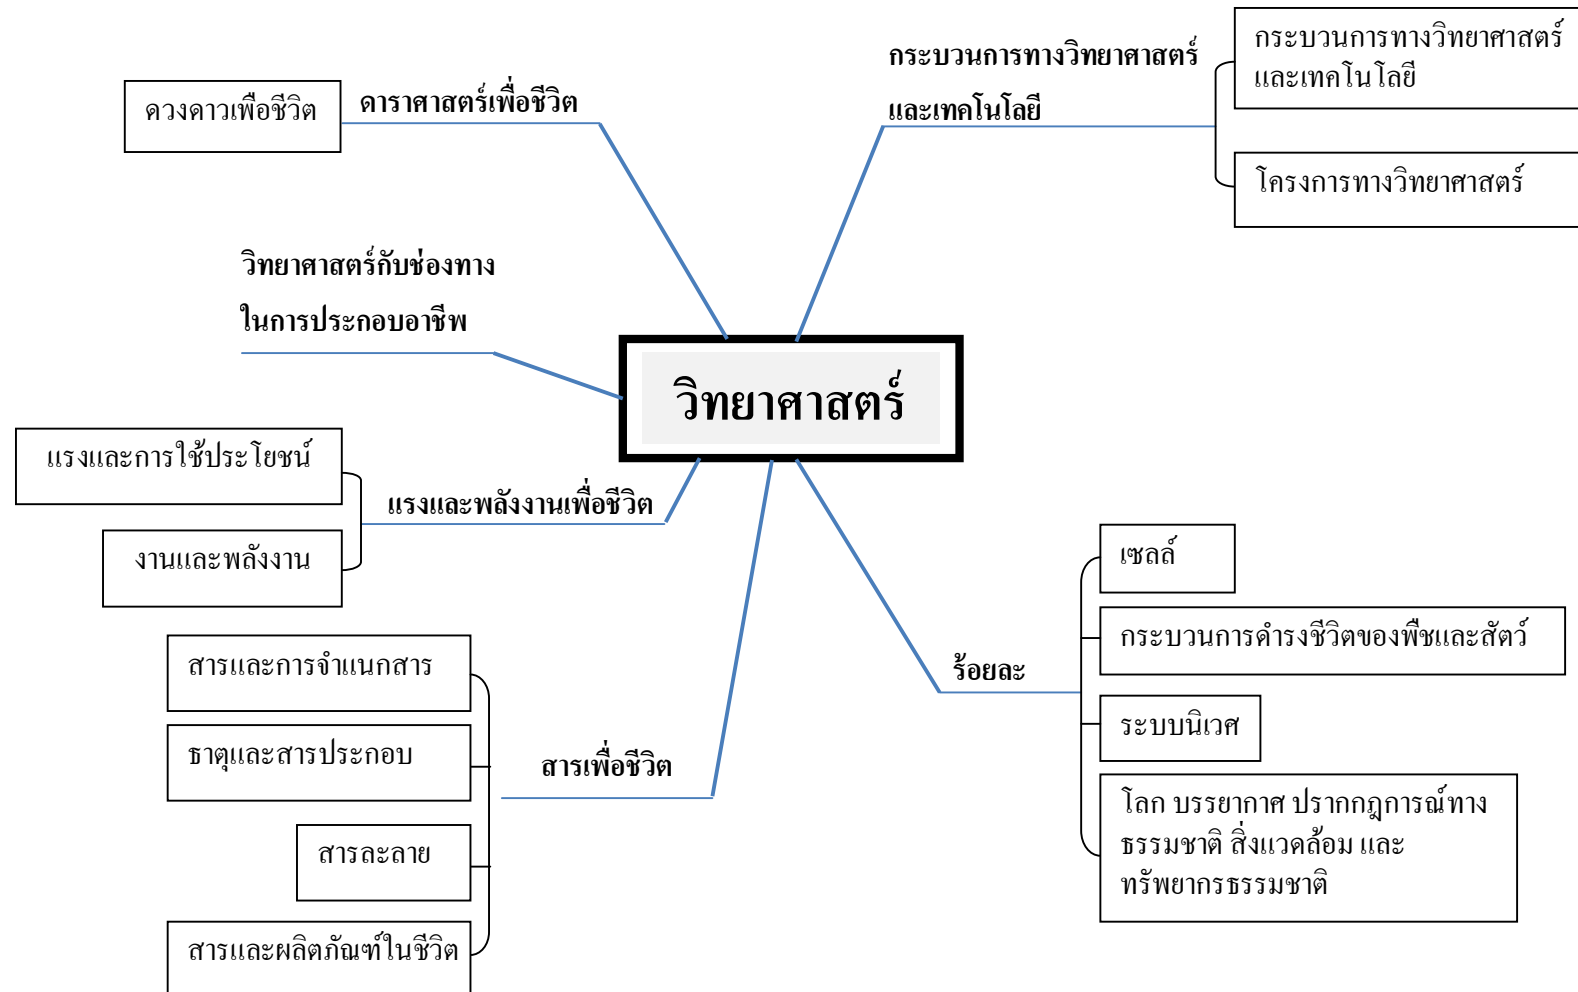 กระบวนการทางวิทยาศาสตร์
และเทคโนโลยี
กระบวนการทางวิทยาศาสตร์
และเทคโนโลยี
โครงการทางวิทยาศาสตร์
ดาราศาสตร์เพื่อชีวิต
ดวงดาวเพื่อชีวิต
วิทยาศาสตร์กับช่องทาง
ในการประกอบอาชีพ
วิทยาศาสตร์
แรงและพลังงานเพื่อชีวิต
แรงและการใช้ประโยชน์
งานและพลังงาน
ร้อยละ
เซลล์
กระบวนการดำรงชีวิตของพืชและสัตว์
ระบบนิเวศ
โลก บรรยากาศ ปรากกฎการณ์ทาง
ธรรมชาติ สิ่งแวดล้อม และ
ทรัพยากรธรรมชาติ
สารเพื่อชีวิต
สารและการจำแนกสาร
ธาตุและสารประกอบ
สารละลาย
สารและผลิตภัณฑ์ในชีวิต